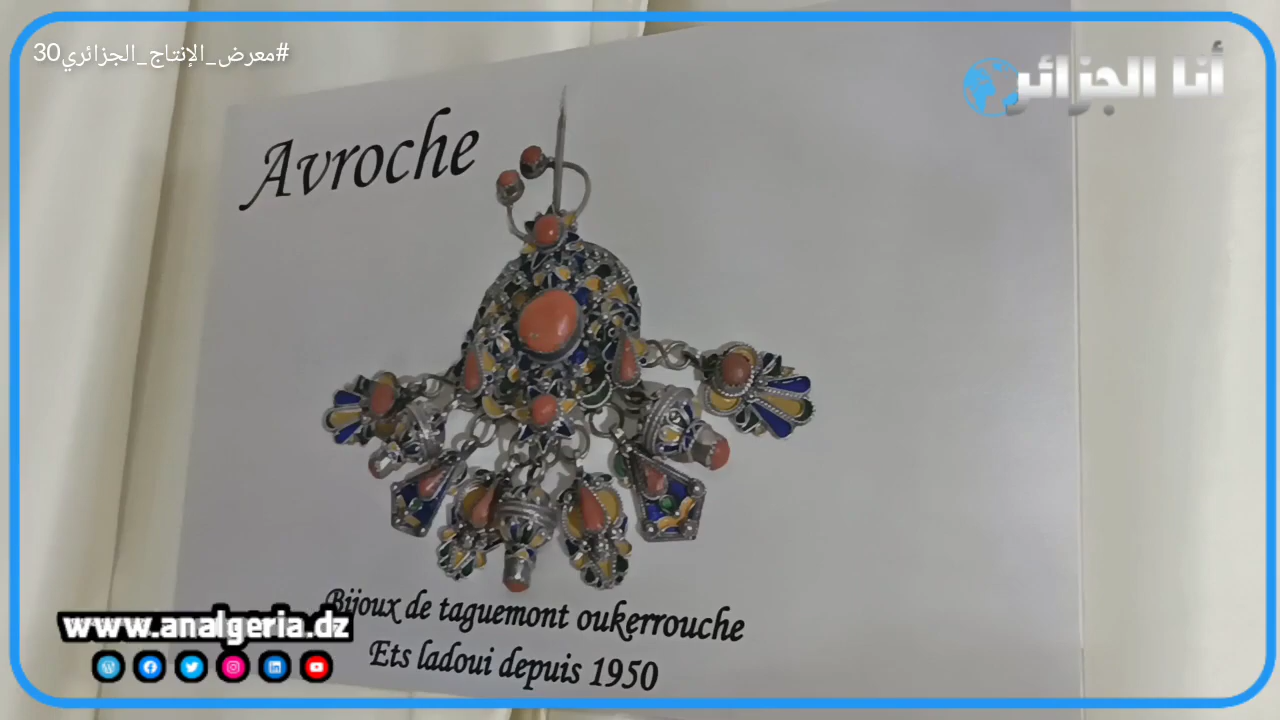 #معرض_الإنتاج_الجزائري30
أنا الجزائر
Avroche
Bijoux de taguemont oukerrouche
Ets ladoui depuis 1950
www.analgeria.dz